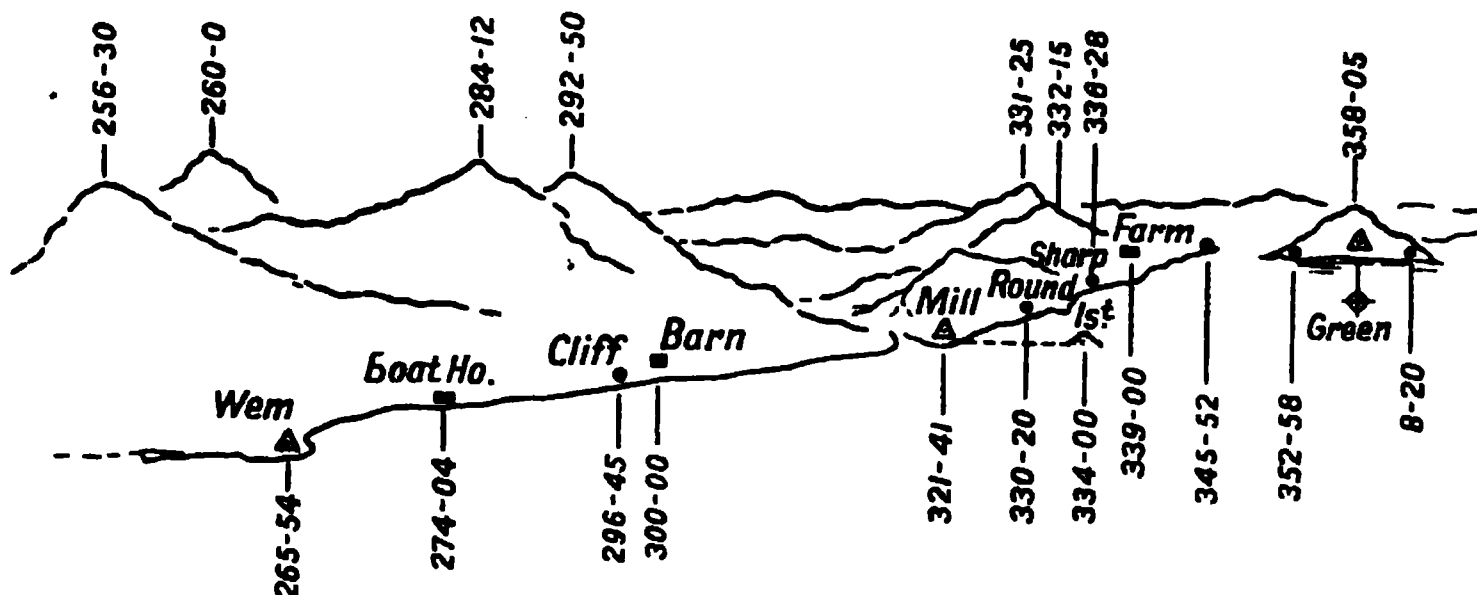 256-30
260-0
284-12
292-50
331-25
332-15
338-28
358-05
Farm
Sharp
Mill
Round
1st
Green
Barn
Cliff
Boat Ho.
Wem
265-54
274-04
296-45
300-00
321-41
330-20
334-00
339-00
345-52
352-58
8-20